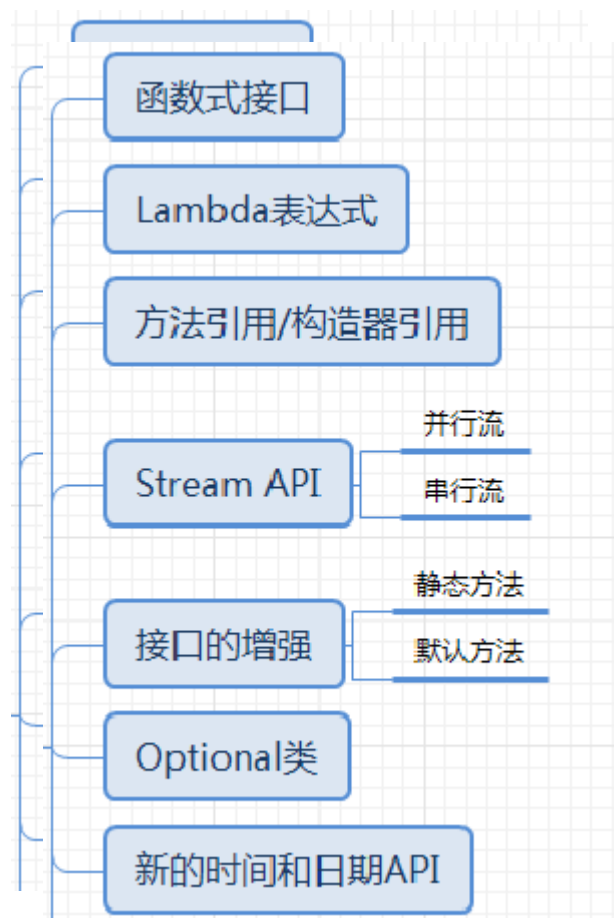 函数式接口
Lambda表达式
方法引用/构造器引用
Stream API
并行流
串行流
接口的增强
静态方法
默认方法
Optional类
新的时间和日期API